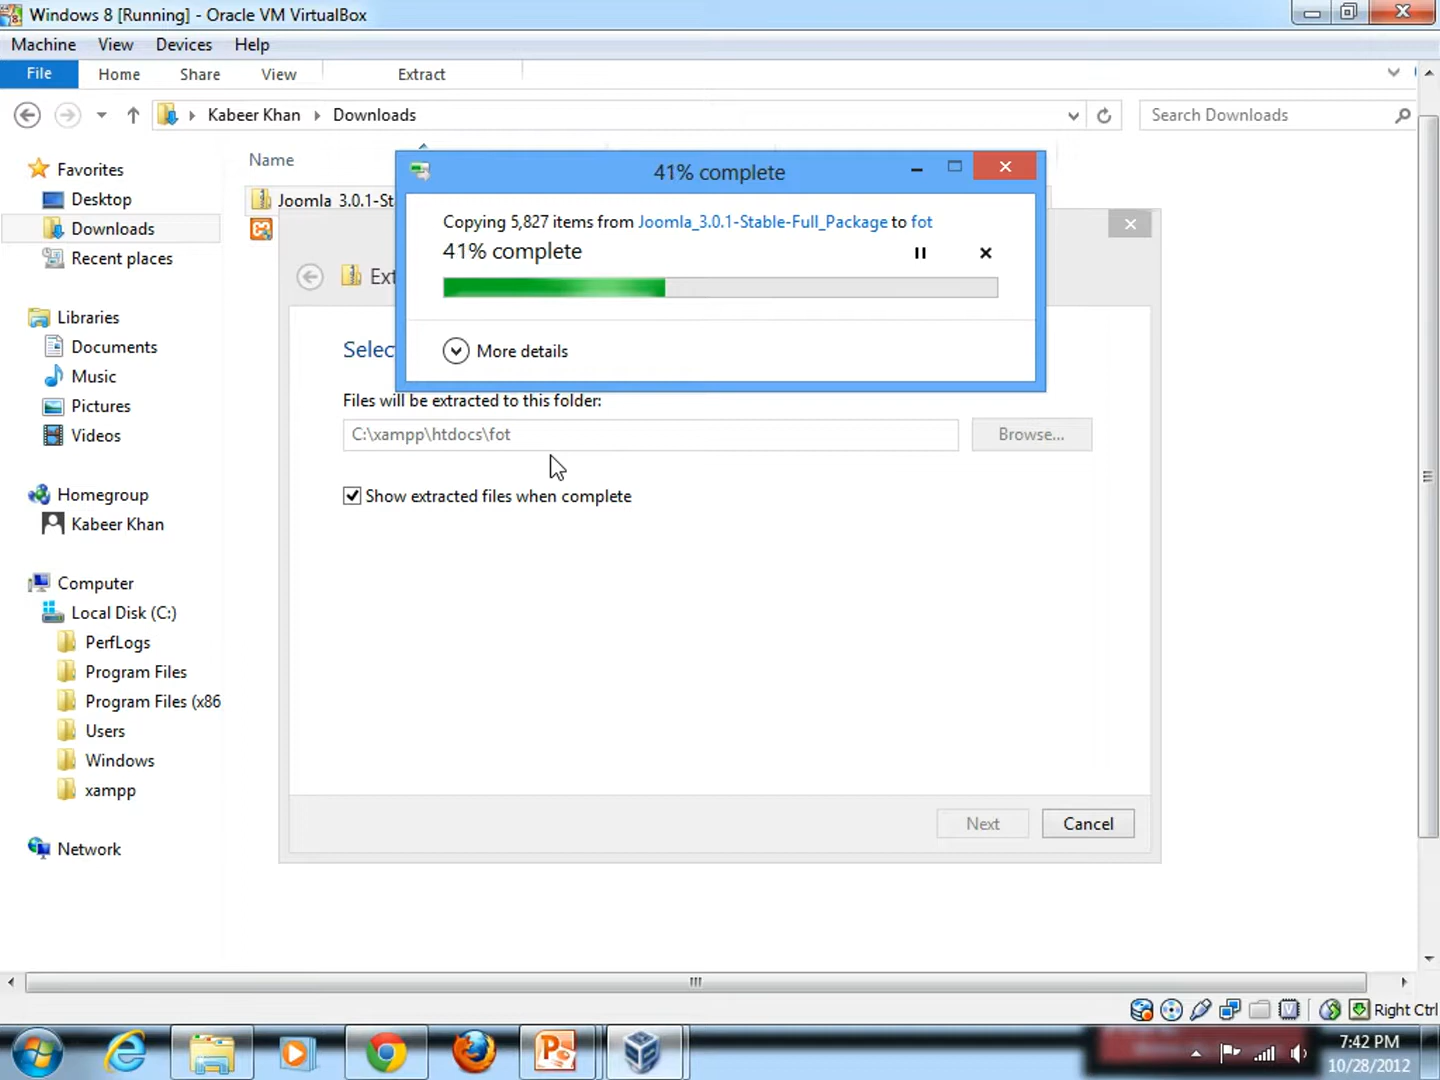 Windows 8 [Running] - Oracle VM VirtualBox
Machine View Devices Help
File Home Share View Extract
Kabeer Khan Downloads
Search Downloads
Name
Favorites
Desktop
Downloads
Recent places
Libraries
Documents
Music
Pictures
Videos
Homegroup
Kabeer Khan
Computer
Local Disk (C:)
PerfLogs
Program Files
Program Files (x86
Users
Windows
xampp
Network
Joomla_3.0.1-St
41% complete
Copying 5,827 items from Joomla_3.0.1-Stable-Full_Package to fot
41% complete
More details
Ext
Selec
Files will be extracted to this folder:
C:\xampp\htdocs\fot
Browse...
Show extracted files when complete
Next Cancel
Right Ctrl
7:42 PM
10/28/2012